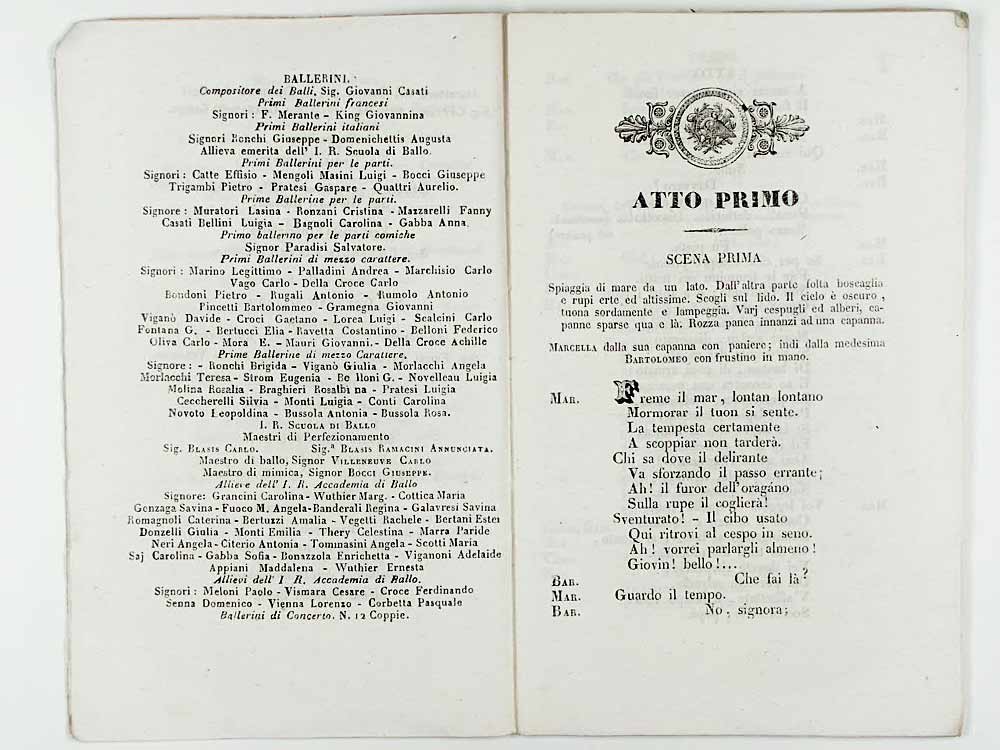 BALLERINI.
Compositore dei Balli, Sig. Giovanni Casati
Primi Ballerini francesi
Signori : F. Merante - King Giovannina
Primi Ballerini italiani
Signori Ronchi Giuseppe - Domenichettis Augusta
Allieva emerita dell' I. R. Scuola di Ballo.
Primi Ballerini per le parti.
Signori : Catte Effisio - Mengoli Masini Luigi - Bocci Giuseppe
Trigambi Pietro - Pratesi Gaspare - Quattri Aurelio.
Prime Ballerine per le parti.
Signore : Muratori Lasina - Ronzani Cristina - Mazzarelli Fanny
Casati Bellini Luigia - Bagnoli Carolina - Gabba Anna.
Primo ballerino per le parti comiche
Signor Paradisi Salvatore.
Primi Ballerini di mezzo carattere.
Signori : Marino Legittimo - Palladini Andrea - Marchisio Carlo
Vago Carlo - Della Croce Carlo
Bondoni Pietro - Rugali Antonio - Rumolo Antonio
Pincetti Bartolommeo - Gramegna Giovanni
Viganò Davide - Croci Gaetano - Lorea Luigi - Scalcini Carlo
Fontana G. - Bertucci Elia - Ravetta Costantino - Belloni Federico
Oliva Carlo - Mora E. - Mauri Giovanni. - Della Croce Achille
Prime Ballerine di mezzo Carattere,
Signore : - Ronchi Brigida - Viganò Giulia - Morlacchi Angela
Morlacchi Teresa - Strom Eugenia - Be lloni G. - Novelleau Luigia
Molina Rosalia - Braghieri Rosalbi na - Pratesi Luigia
Ceccherelli Silvia - Monti Luigia - Conti Carolina
Novoto Leopoldina - Bussola Antonia - Bussola Rosa.
I. R. SCUOLA DI BALLO
Maestri di Perfezionamento
Sig. BLASIS CARLO. Sig.ª BLASIS RAMACINI ANNUNCIATA.
Maestro di ballo, Signor VILLENEUVE CARLO
Maestro di mimica, Signor BOCCI GIUSEPPE.
Allieve dell' I. R. Accademia di Ballo
Signore: Grancini Carolina - Wuthier Marg. - Cottica Maria
Gonzaga Savina - Fuoco M. Angela - Banderali Regina - Galavresi Savina
Romagnoli Caterina - Bertuzzi Amalia - Vegetti Rachele - Bertani Ester
Donzelli Giulia - Monti Emilia - Thery Celestina - Marra Paride
Neri Angela - Citerio Antonia - Tommasini Angela - Scotti Maria
Saj Carolina - Gabba Sofia - Bonazzola Enrichetta - Viganoni Adelaide
Appiani Maddalena - Wuthier Ernesta
Allievi dell' I R. Accademia di Ballo.
Signori : Meloni Paolo - Vismara Cesare - Croce Ferdinando
Senna Domenico - Vienna Lorenzo - Corbetta Pasquale
Ballerini di Concerto. N. 12 Coppie.
ATTO PRIMO
SCENA PRIMA
Spiaggia di mare da un lato. Dall'altra parte folta boscaglia
e rupi erte ed altissime. Scogli sul lido. Il cielo è oscuro,
tuona sordamente e lampeggia. Varj cespugli ed alberi, ca-
panne sparse qua e là. Rozza panca innanzi ad una capanna.
MARCELLA dalla sua capanna con paniere; indi dalla medesima
BARTOLOMEO con frustino in mano.
MAR. Freme il mar, lontan lontano
Mormorar il tuon si sente.
La tempesta certamente
A scoppiar non tarderà.
Chi sa dove il delirante
Va sforzando il passo errante;
Ah! il furor dell'oragáno
Sulla rupe il coglierà!
Sventurato! - Il cibo usato
Qui ritrovi al cespo in seno.
Ah! vorrei parlargli almeno!
Giovin! bello!...
BAR. Che fai là?
MAR. Guardo il tempo.
BAR. No, signora;